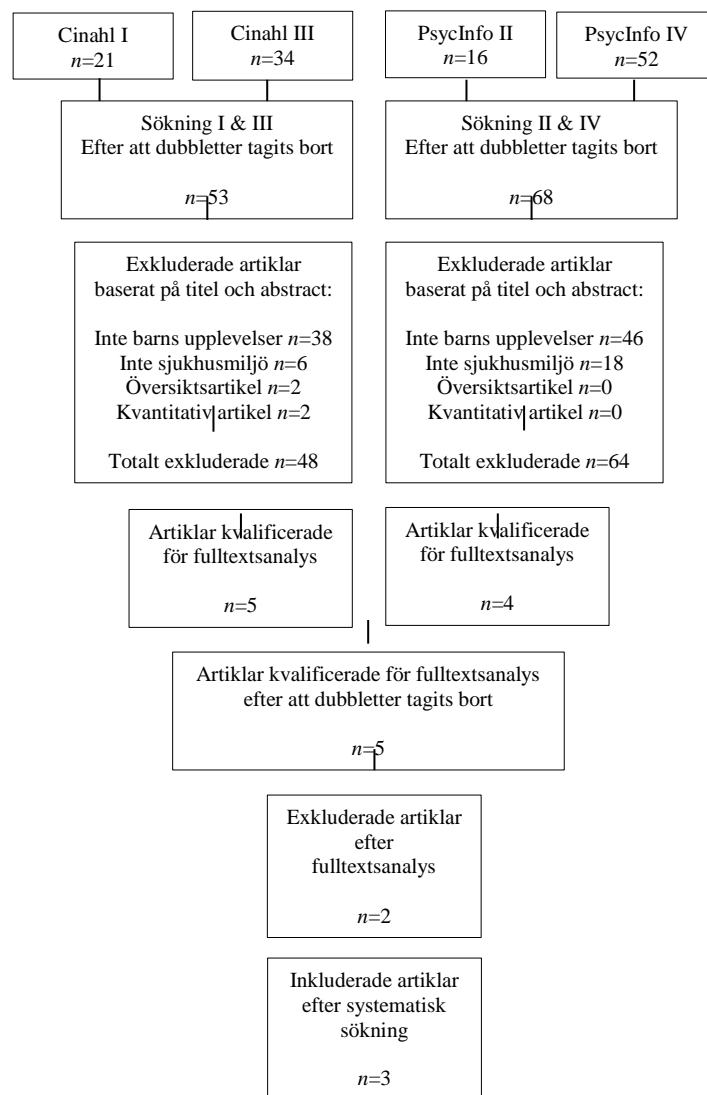 Cinahl I
n=21
Cinahl III
n=34
PsycInfo II
n=16
PsycInfo IV
n=52
Sökning I & III
Efter att dubbletter tagits bort
n=53
Sökning II & IV
Efter att dubbletter tagits bort
n=68
Exkluderade artiklar
baserat på titel och abstract:
Inte barns upplevelser n=38
Inte sjukhusmiljö n=6
Översiktsartikel n=2
Kvantitativ artikel n=2
Totalt exkluderade n=48
Exkluderade artiklar
baserat på titel och abstract:
Inte barns upplevelser n=46
Inte sjukhusmiljö n=18
Översiktsartikel n=0
Kvantitativ artikel n=0
Totalt exkluderade n=64
Artiklar kvalificerade
för fulltextsanalys
n=5
Artiklar kvalificerade
för fulltextsanalys
n=4
Artiklar kvalificerade för fulltextsanalys
efter att dubbletter tagits bort
n=5
Exkluderade artiklar
efter
fulltextsanalys
n=2
Inkluderade artiklar
efter systematisk
sökning
n=3